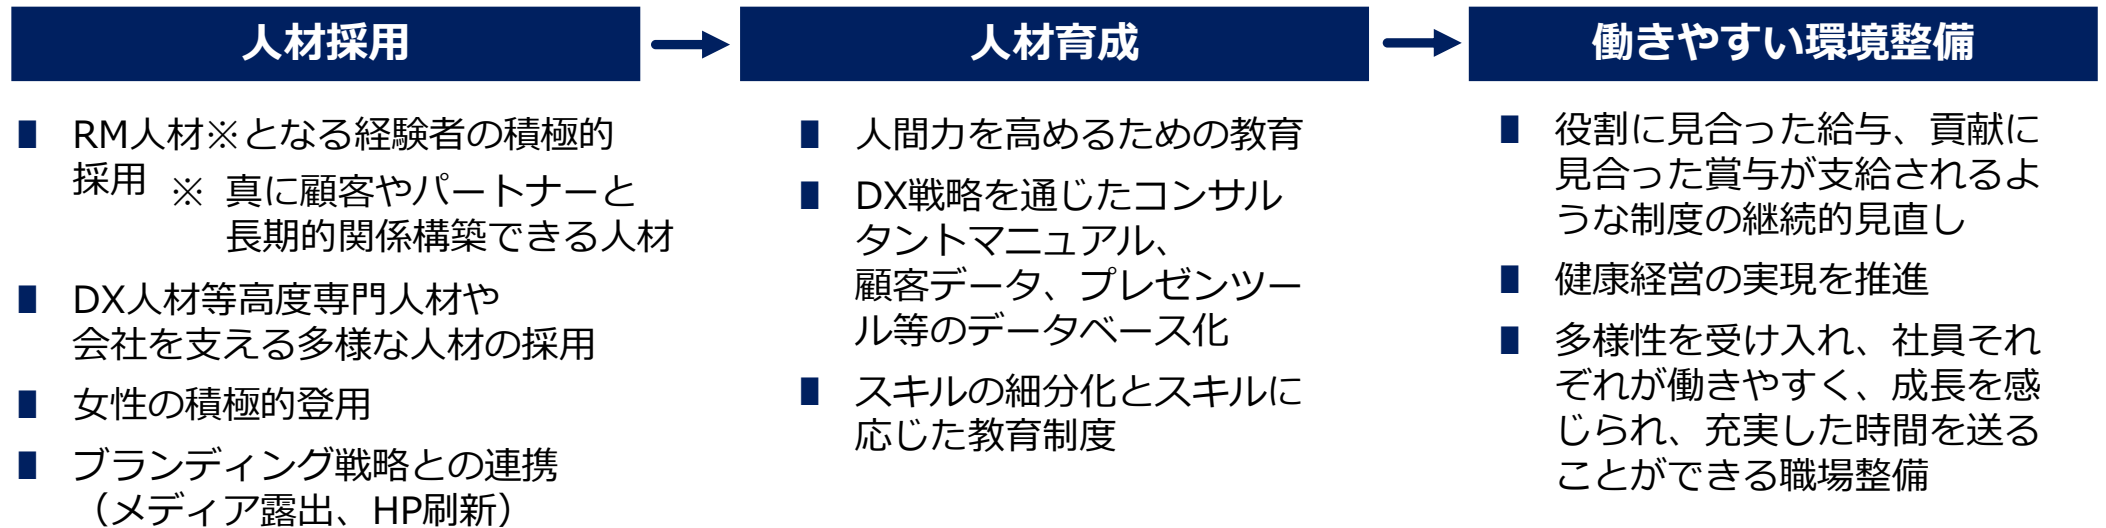 人材採用
RM人材※となる経験者の積極的
採用
※ 真に顧客やパートナーと
長期的関係構築できる人材
DX人材等高度専門人材や
会社を支える多様な人材の採用
女性の積極的登用
ブランディング戦略との連携
（メディア露出、HP刷新）
人材育成
人間力を高めるための教育
DX戦略を通じたコンサル
タントマニュアル、
顧客データ、プレゼンツー
ル等のデータベース化
スキルの細分化とスキルに
応じた教育制度
働きやすい環境整備
役割に見合った給与、貢献に
見合った賞与が支給されるよ
うな制度の継続的見直し
健康経営の実現を推進
多様性を受け入れ、社員それ
ぞれが働きやすく、成長を感
じられ、充実した時間を送る
ことができる職場整備